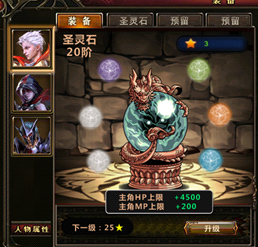 装备
装备 圣灵石 预留 预留
圣灵石
20阶
3
主角HP上限 +4500
主角MP上限 +200
人物属性
下一级：25★ 升级